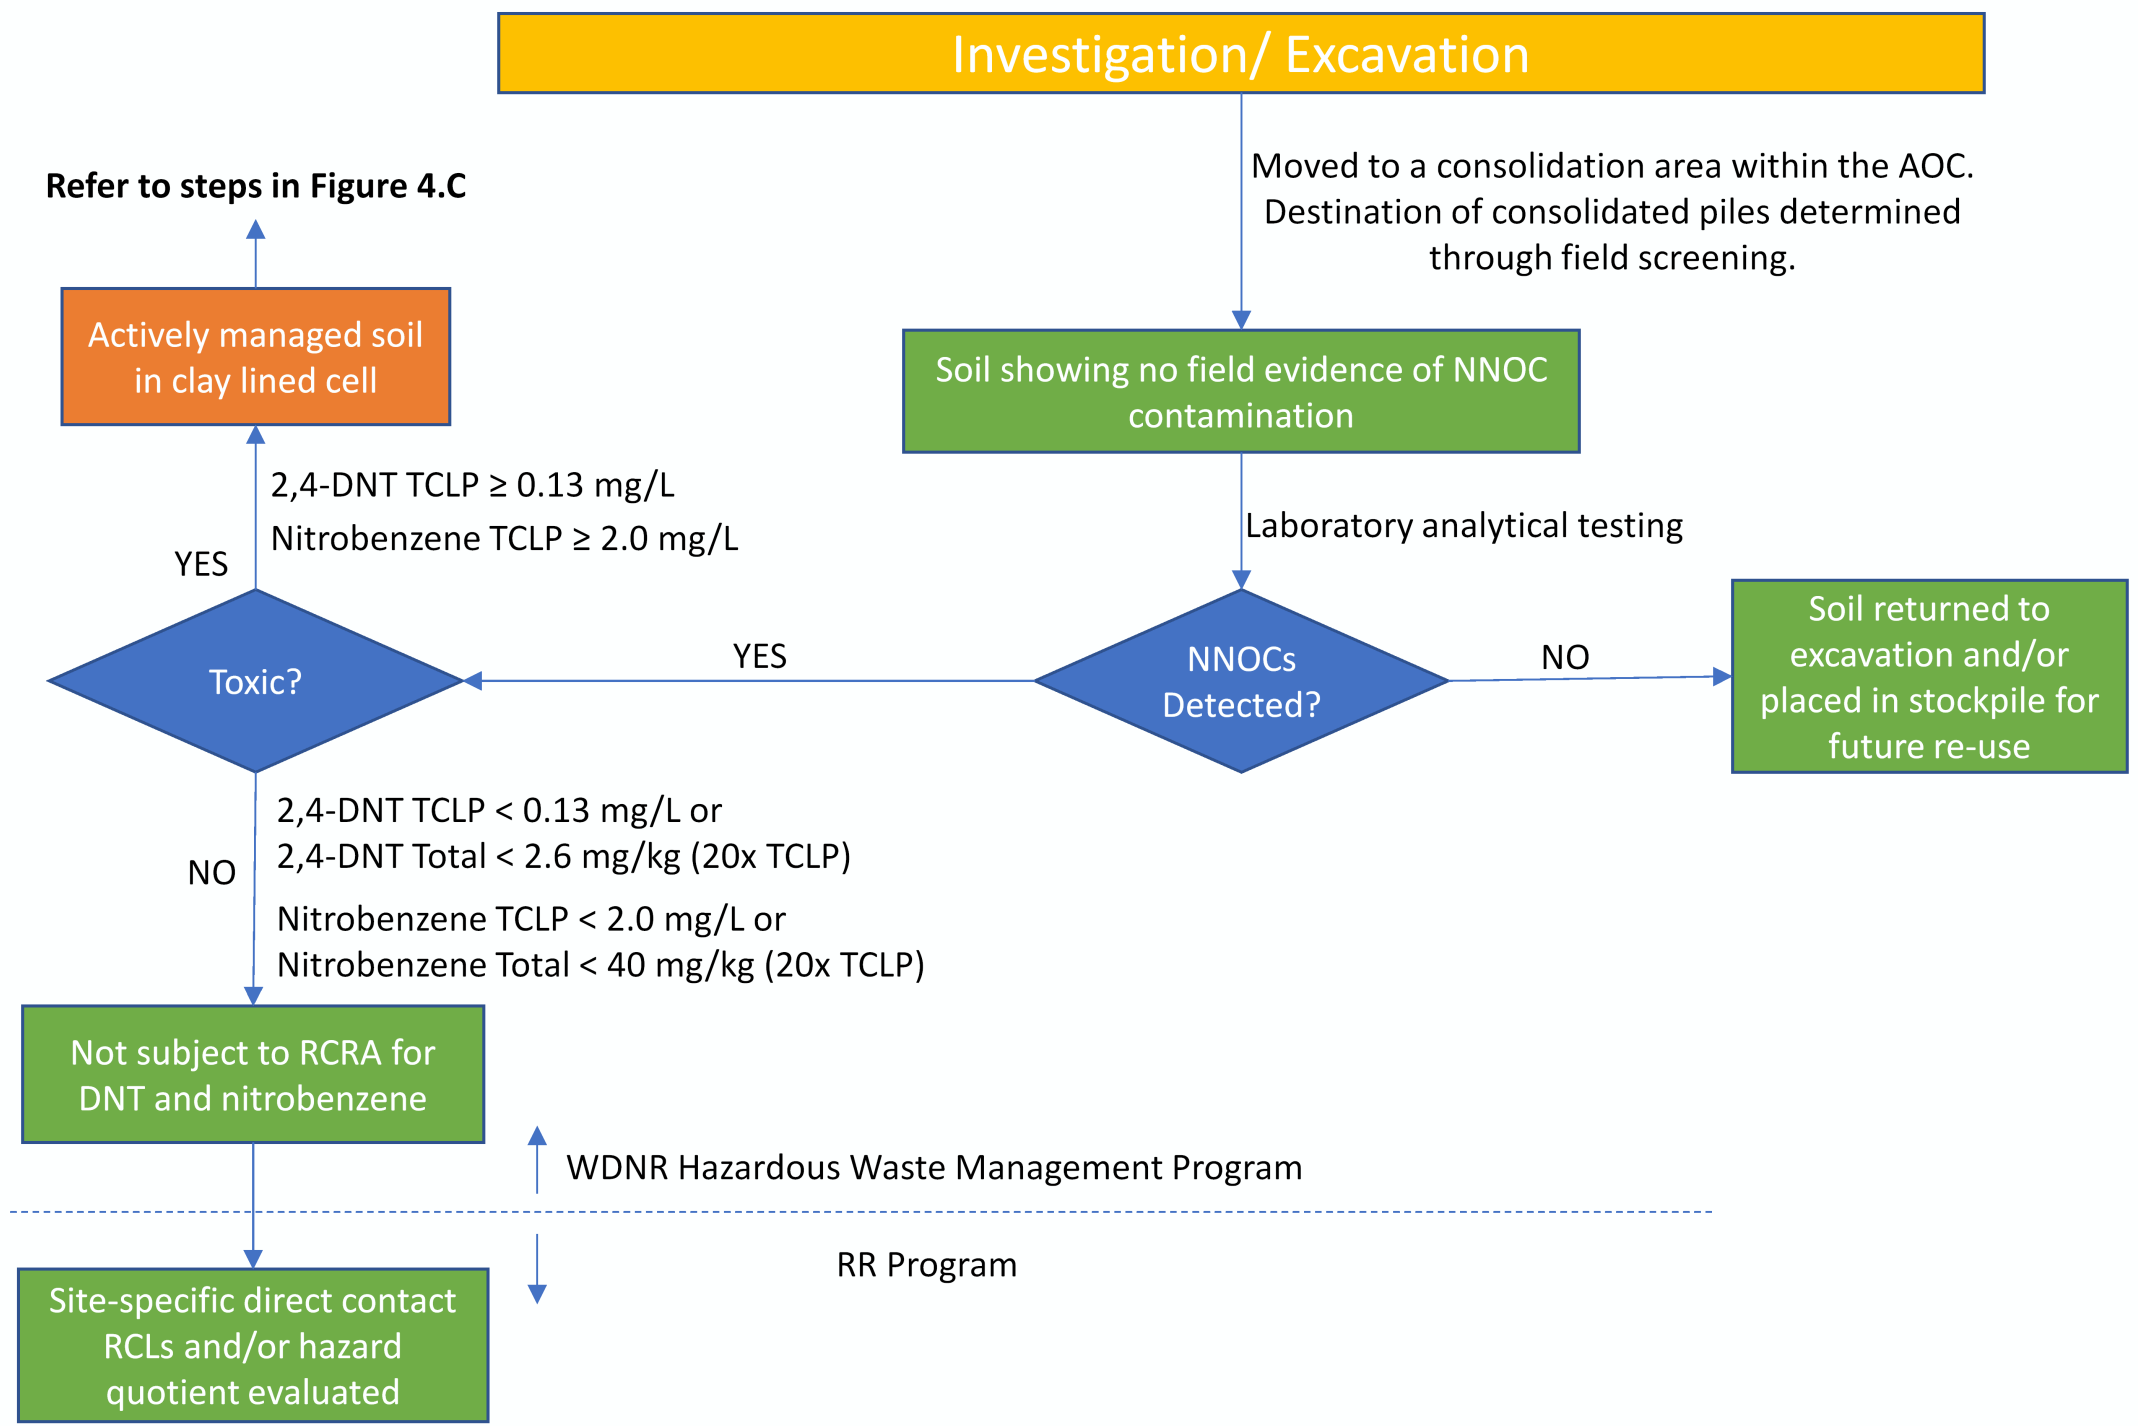 Investigation/ Excavation
Moved to a consolidation area within the AOC.
Destination of consolidated piles determined
through field screening.
Refer to steps in Figure 4.C
Actively managed soil
in clay lined cell
Soil showing no field evidence of NNOC
contamination
2,4-DNT TCLP ≥ 0.13 mg/L
Nitrobenzene TCLP ≥ 2.0 mg/L
YES
Laboratory analytical testing
Toxic?
YES
NNOCs
Detected?
NO
Soil returned to
excavation and/or
placed in stockpile for
future re-use
NO
2,4-DNT TCLP < 0.13 mg/L or
2,4-DNT Total < 2.6 mg/kg (20x TCLP)
Nitrobenzene TCLP < 2.0 mg/L or
Nitrobenzene Total < 40 mg/kg (20x TCLP)
Not subject to RCRA for
DNT and nitrobenzene
WDNR Hazardous Waste Management Program
RR Program
Site-specific direct contact
RCLs and/or hazard
quotient evaluated